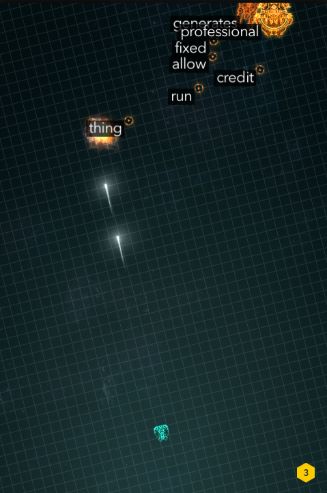 generates
professional
fixed
allow
credit
run
thing
3